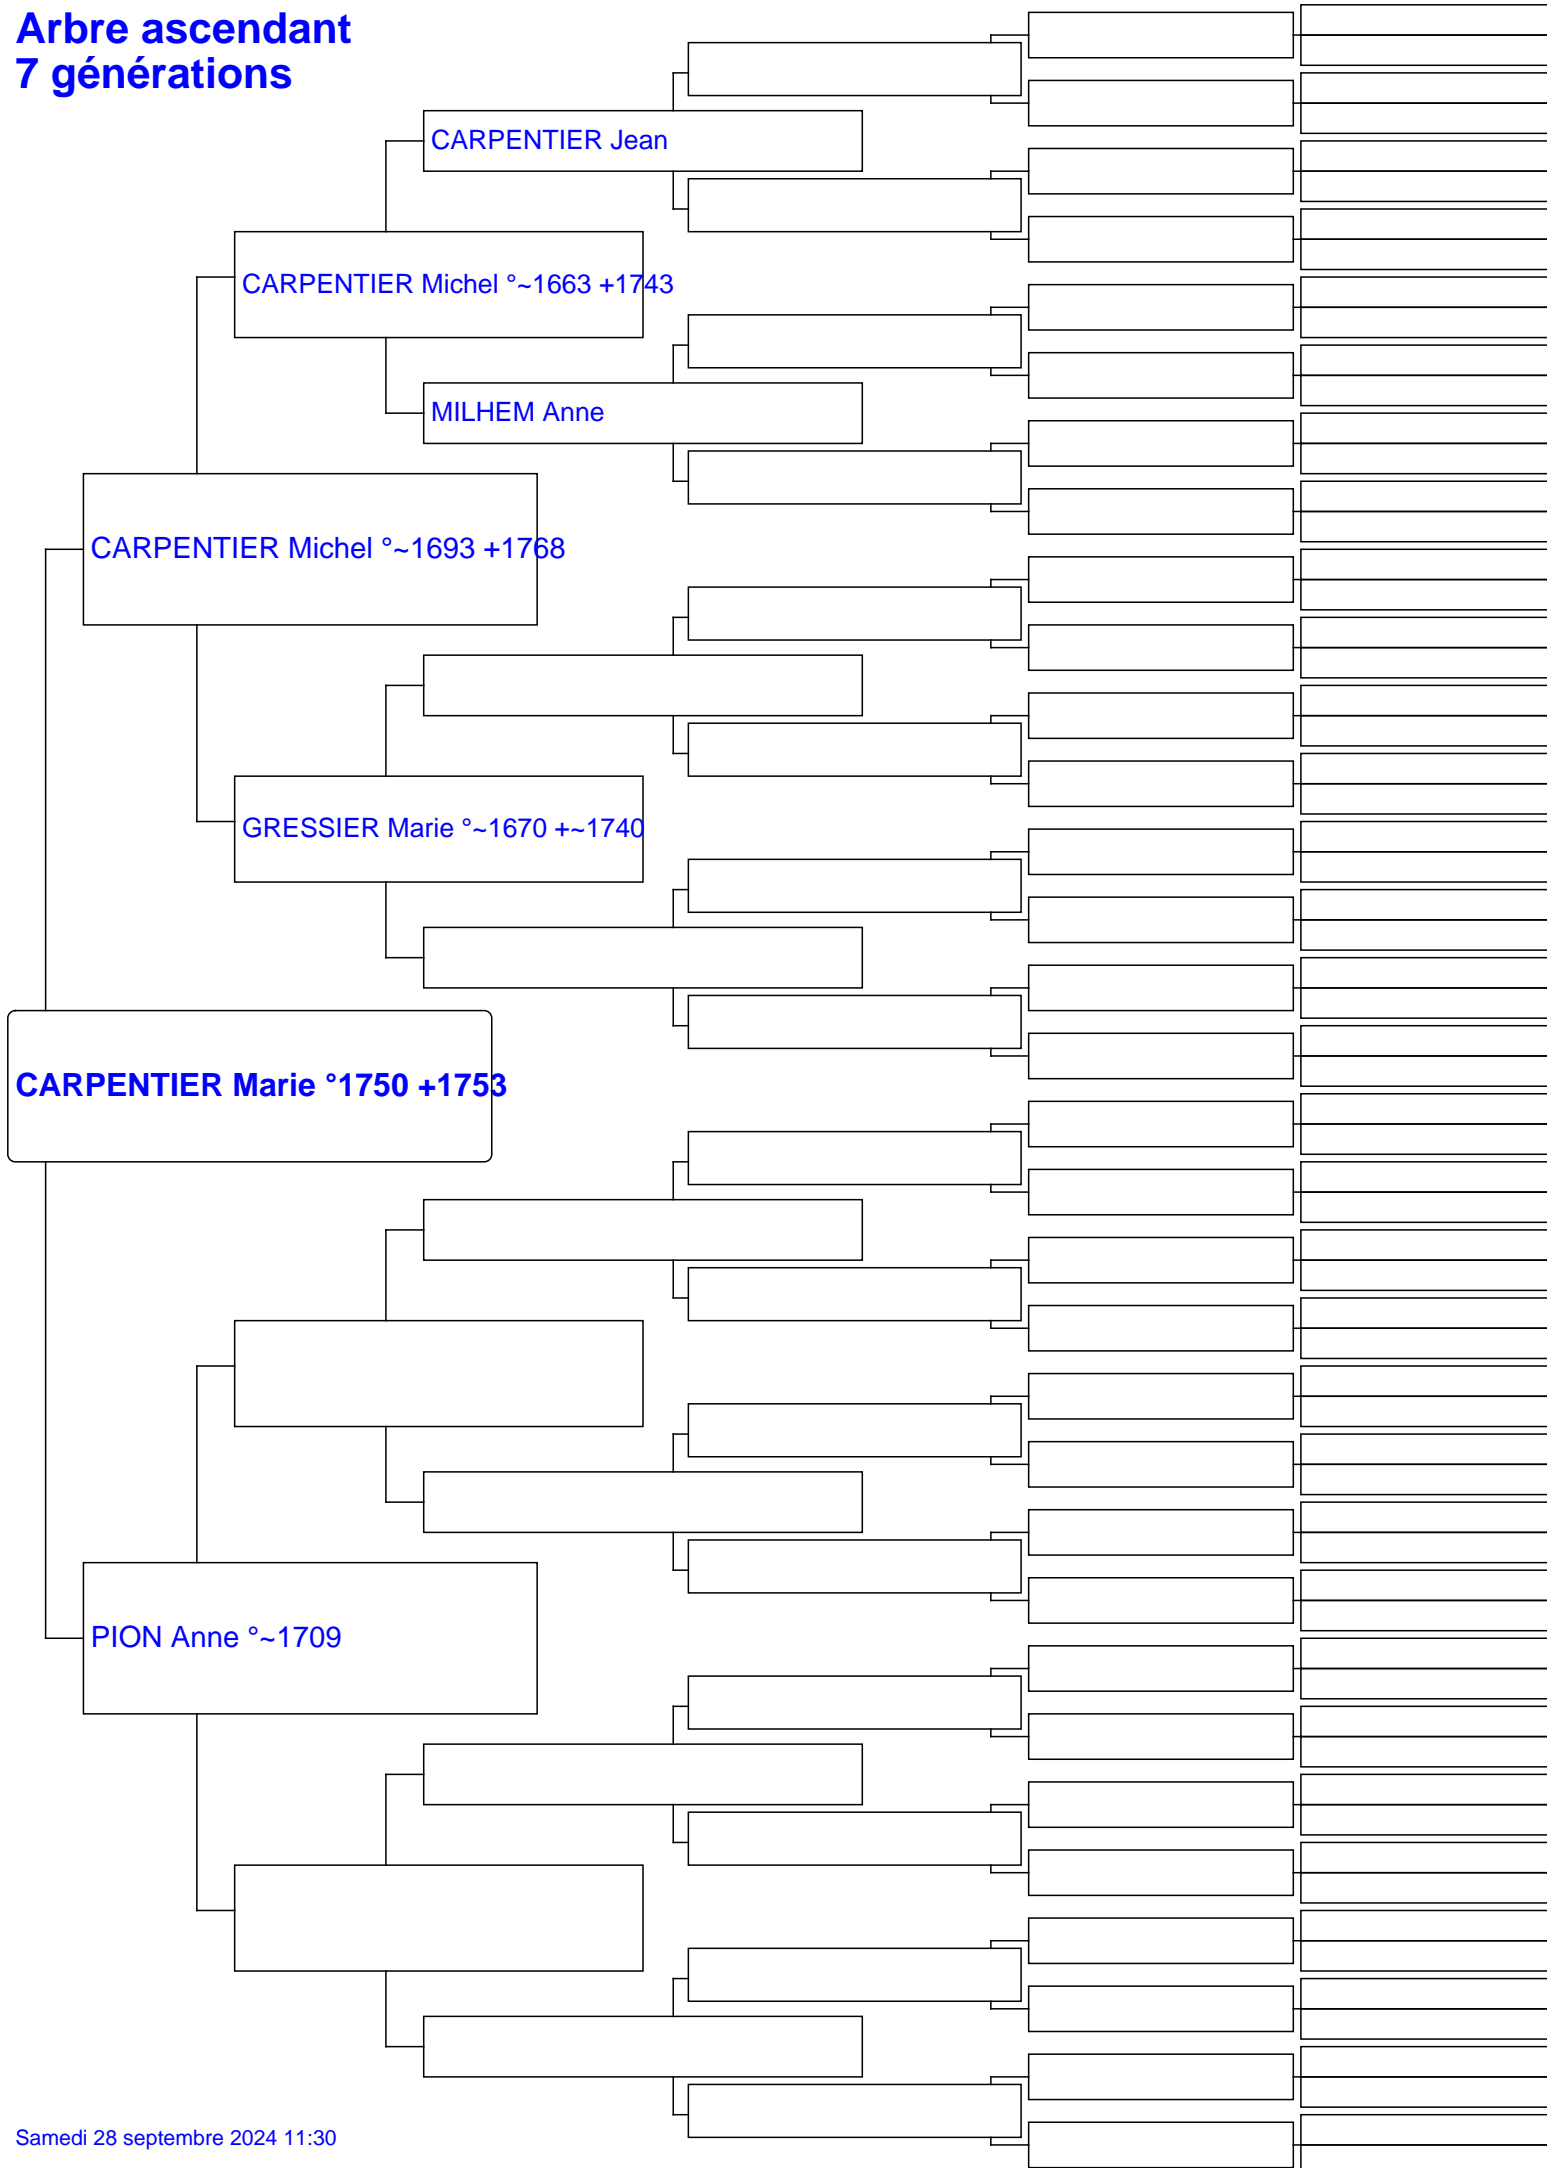 Arbre ascendant
7 générations
CARPENTIER Jean
CARPENTIER Michel °~1663 +1743
MILHEM Anne
CARPENTIER Michel °~1693 +1768
GRESSIER Marie °~1670 +~1740
CARPENTIER Marie °1750 +1753
PION Anne °~1709
Samedi 28 septembre 2024 11:30